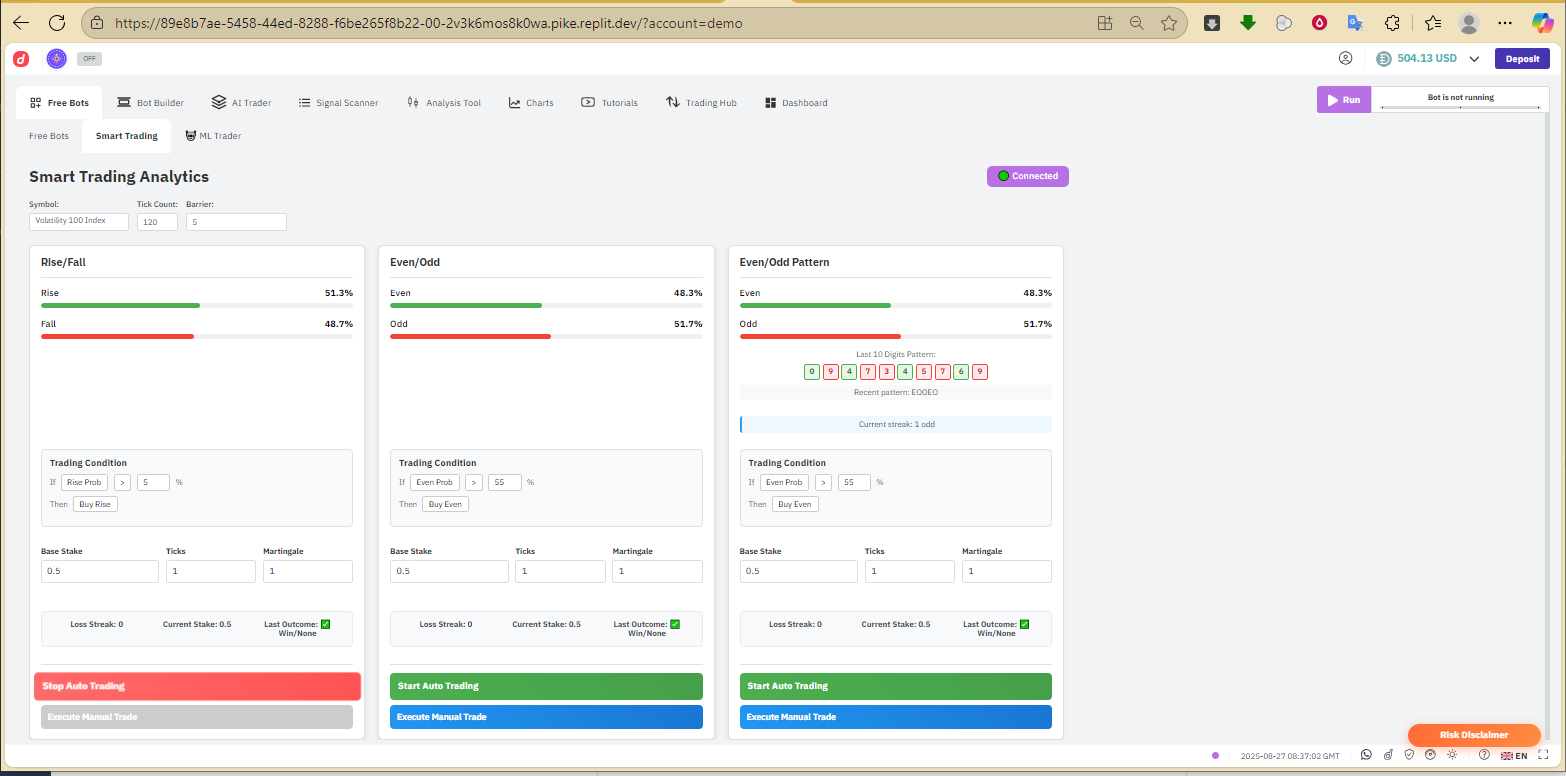 https://89e8b7ae-5458-44ed-8288-f6be265f8b22-00-2v3k6mos8k0wa.pike.replit.dev/?account=demo
OFF
504.13 USD
Deposit
Free Bots
Bot Builder
AI Trader
Signal Scanner
Analysis Tool
Charts
Tutorials
Trading Hub
Dashboard
Run
Bot is not running
Free Bots
Smart Trading
ML Trader
Smart Trading Analytics
Connected
Symbol: Tick Count: Barrier:
Volatility 100 Index 120 5
Rise/Fall
Rise 51.3%
Fall 48.7%
Trading Condition
If Rise Prob > 5 %
Then Buy Rise
Base Stake Ticks Martingale
0.5 1 1
Loss Streak: 0 Current Stake: 0.5 Last Outcome: ✅
Win/None
Stop Auto Trading
Execute Manual Trade
Even/Odd
Even 48.3%
Odd 51.7%
Trading Condition
If Even Prob > 55 %
Then Buy Even
Base Stake Ticks Martingale
0.5 1 1
Loss Streak: 0 Current Stake: 0.5 Last Outcome: ✅
Win/None
Start Auto Trading
Execute Manual Trade
Even/Odd Pattern
Even 48.3%
Odd 51.7%
Last 10 Digits Pattern:
0 9 4 7 3 4 5 7 6 9
Recent pattern: EOOEO
Current streak: 1 odd
Trading Condition
If Even Prob > 55 %
Then Buy Even
Base Stake Ticks Martingale
0.5 1 1
Loss Streak: 0 Current Stake: 0.5 Last Outcome: ✅
Win/None
Start Auto Trading
Execute Manual Trade
Risk Disclaimer
2025-08-27 08:37:02 GMT
EN